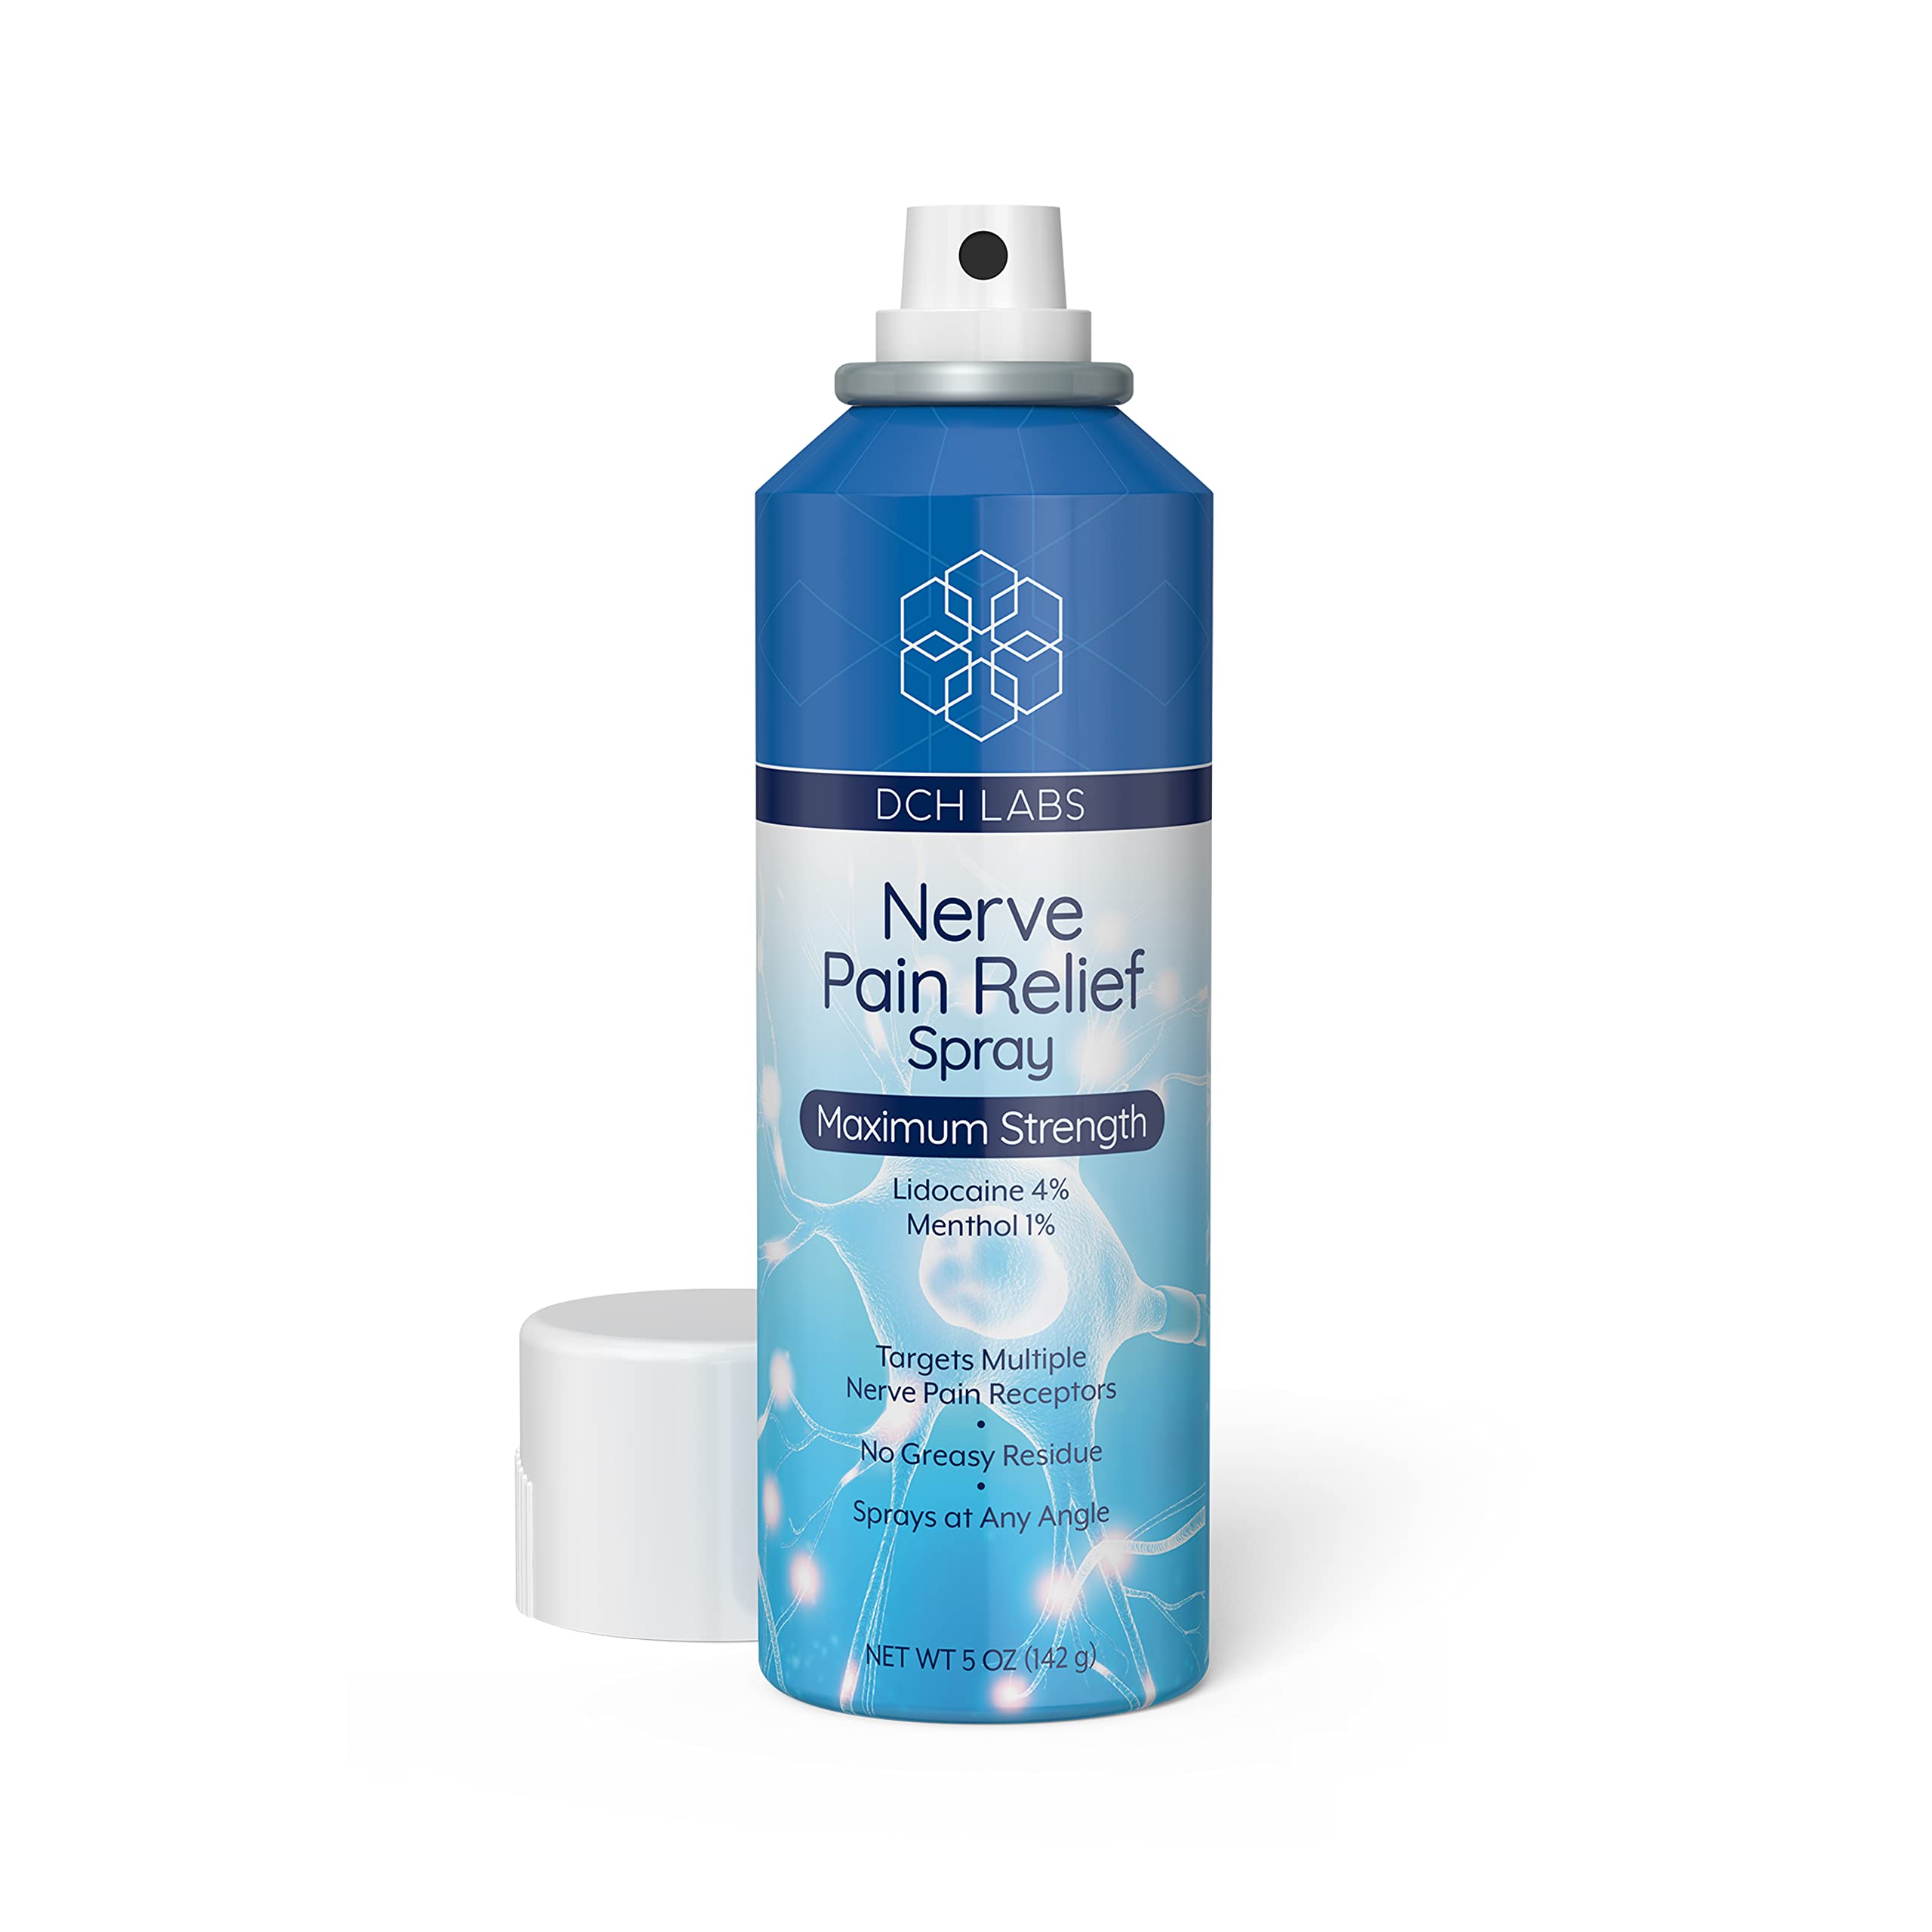 DCH LABS
Nerve
Pain Relief
Spray
Maximum Strength
Lidocaine 4%
Menthol 1%
Targets Multiple
Nerve Pain Receptors
•
No Greasy Residue
•
Sprays at Any Angle
NET WT 5 OZ (142 g)